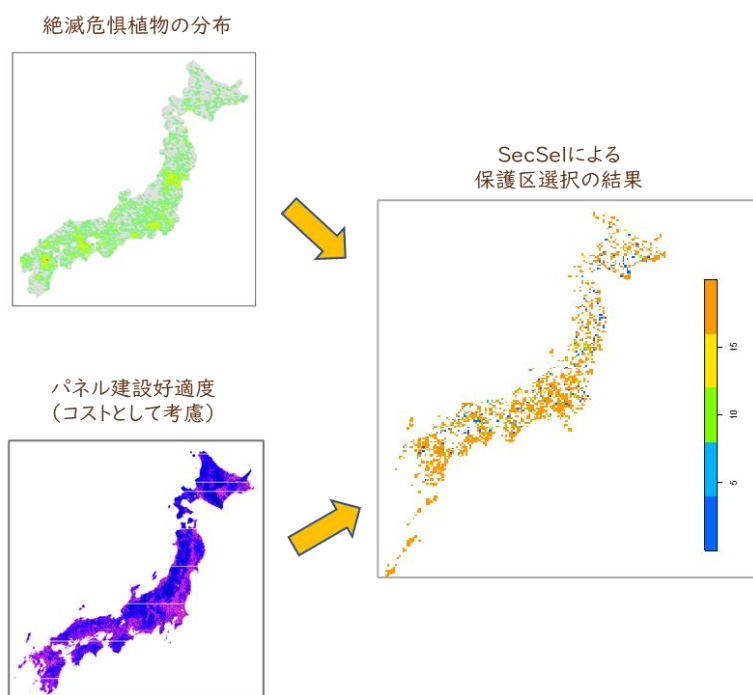 絶滅危惧植物の分布
SecSelによる
保護区選択の結果
パネル建設好適度
(コストとして考慮)
15
10
5